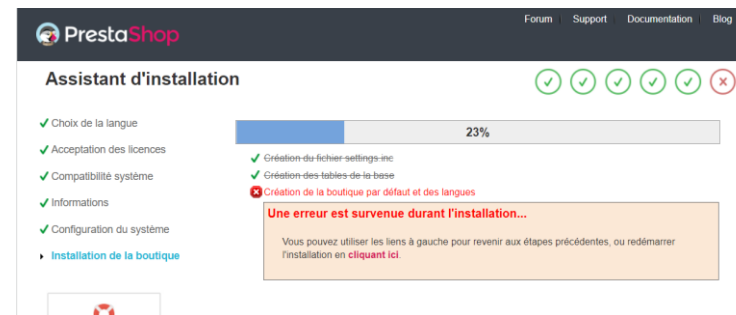 Forum Support Documentation Blog
PrestaShop
Assistant d'installation
Choix de la langue
Acceptation des licences
Compatibilité système
Informations
Configuration du système
Installation de la boutique
23%
Création du fichier settings.inc
Création des tables de la base
Création de la boutique par défaut et des langues
Une erreur est survenue durant l'installation...
Vous pouvez utiliser les liens à gauche pour revenir aux étapes précédentes, ou redémarrer
l'installation en cliquant ici.